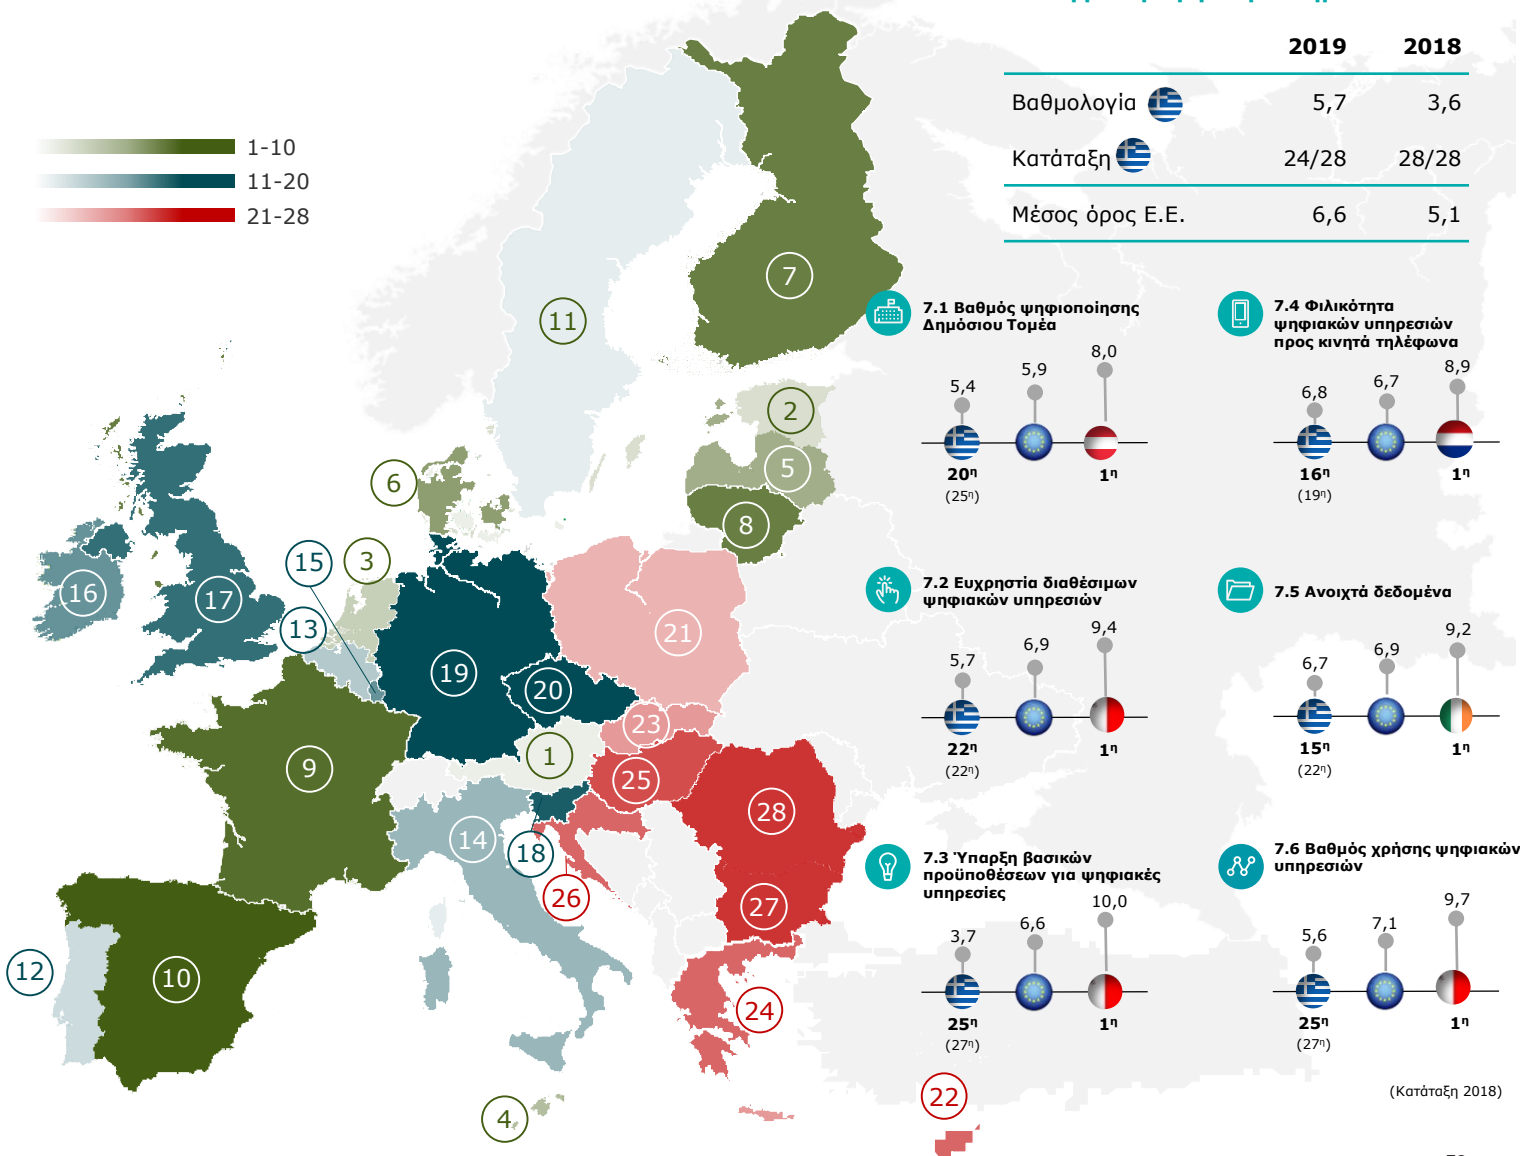 2019 2018
Βαθμολογία 5,7 3,6
Κατάταξη 24/28 28/28
Μέσος όρος Ε.Ε. 6,6 5,1
1-10
11-20
21-28
7
11
2
5
6
8
15
3
16
17
13
21
19
20
23
1
9
25
28
14
18
26
27
12
10
24
22
4
7.1 Βαθμός ψηφιοποίησης
Δημόσιου Τομέα
5,4 5,9 8,0
20η 1η
(25η)
7.4 Φιλικότητα
ψηφιακών υπηρεσιών
προς κινητά τηλέφωνα
6,8 6,7 8,9
16η 1η
(19η)
7.2 Ευχρηστία διαθέσιμων
ψηφιακών υπηρεσιών
5,7 6,9 9,4
22η 1η
(22η)
7.5 Ανοιχτά δεδομένα
6,7 6,9 9,2
15η 1η
(22η)
7.3 Ύπαρξη βασικών
προϋποθέσεων για ψηφιακές
υπηρεσίες
3,7 6,6 10,0
25η 1η
(27η)
7.6 Βαθμός χρήσης ψηφιακών
υπηρεσιών
5,6 7,1 9,7
25η 1η
(27η)
(Κατάταξη 2018)